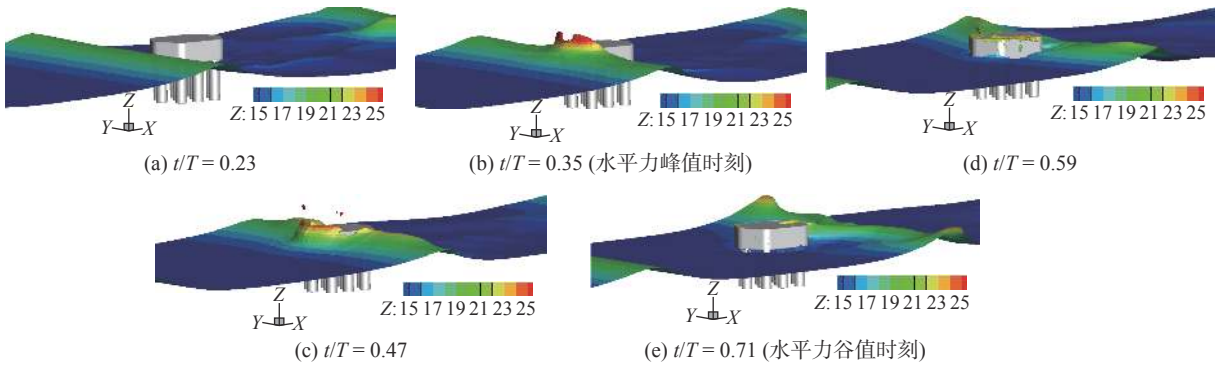 Z
Y X
Z: 15 17 19 21 23 25
(a) t/T = 0.23
Z
Y X
Z: 15 17 19 21 23 25
(b) t/T = 0.35 (水平力峰值时刻)
Z
Y X
Z: 15 17 19 21 23 25
(d) t/T = 0.59
Z
Y X
Z: 15 17 19 21 23 25
(c) t/T = 0.47
Z
Y X
Z: 15 17 19 21 23 25
(e) t/T = 0.71 (水平力谷值时刻)